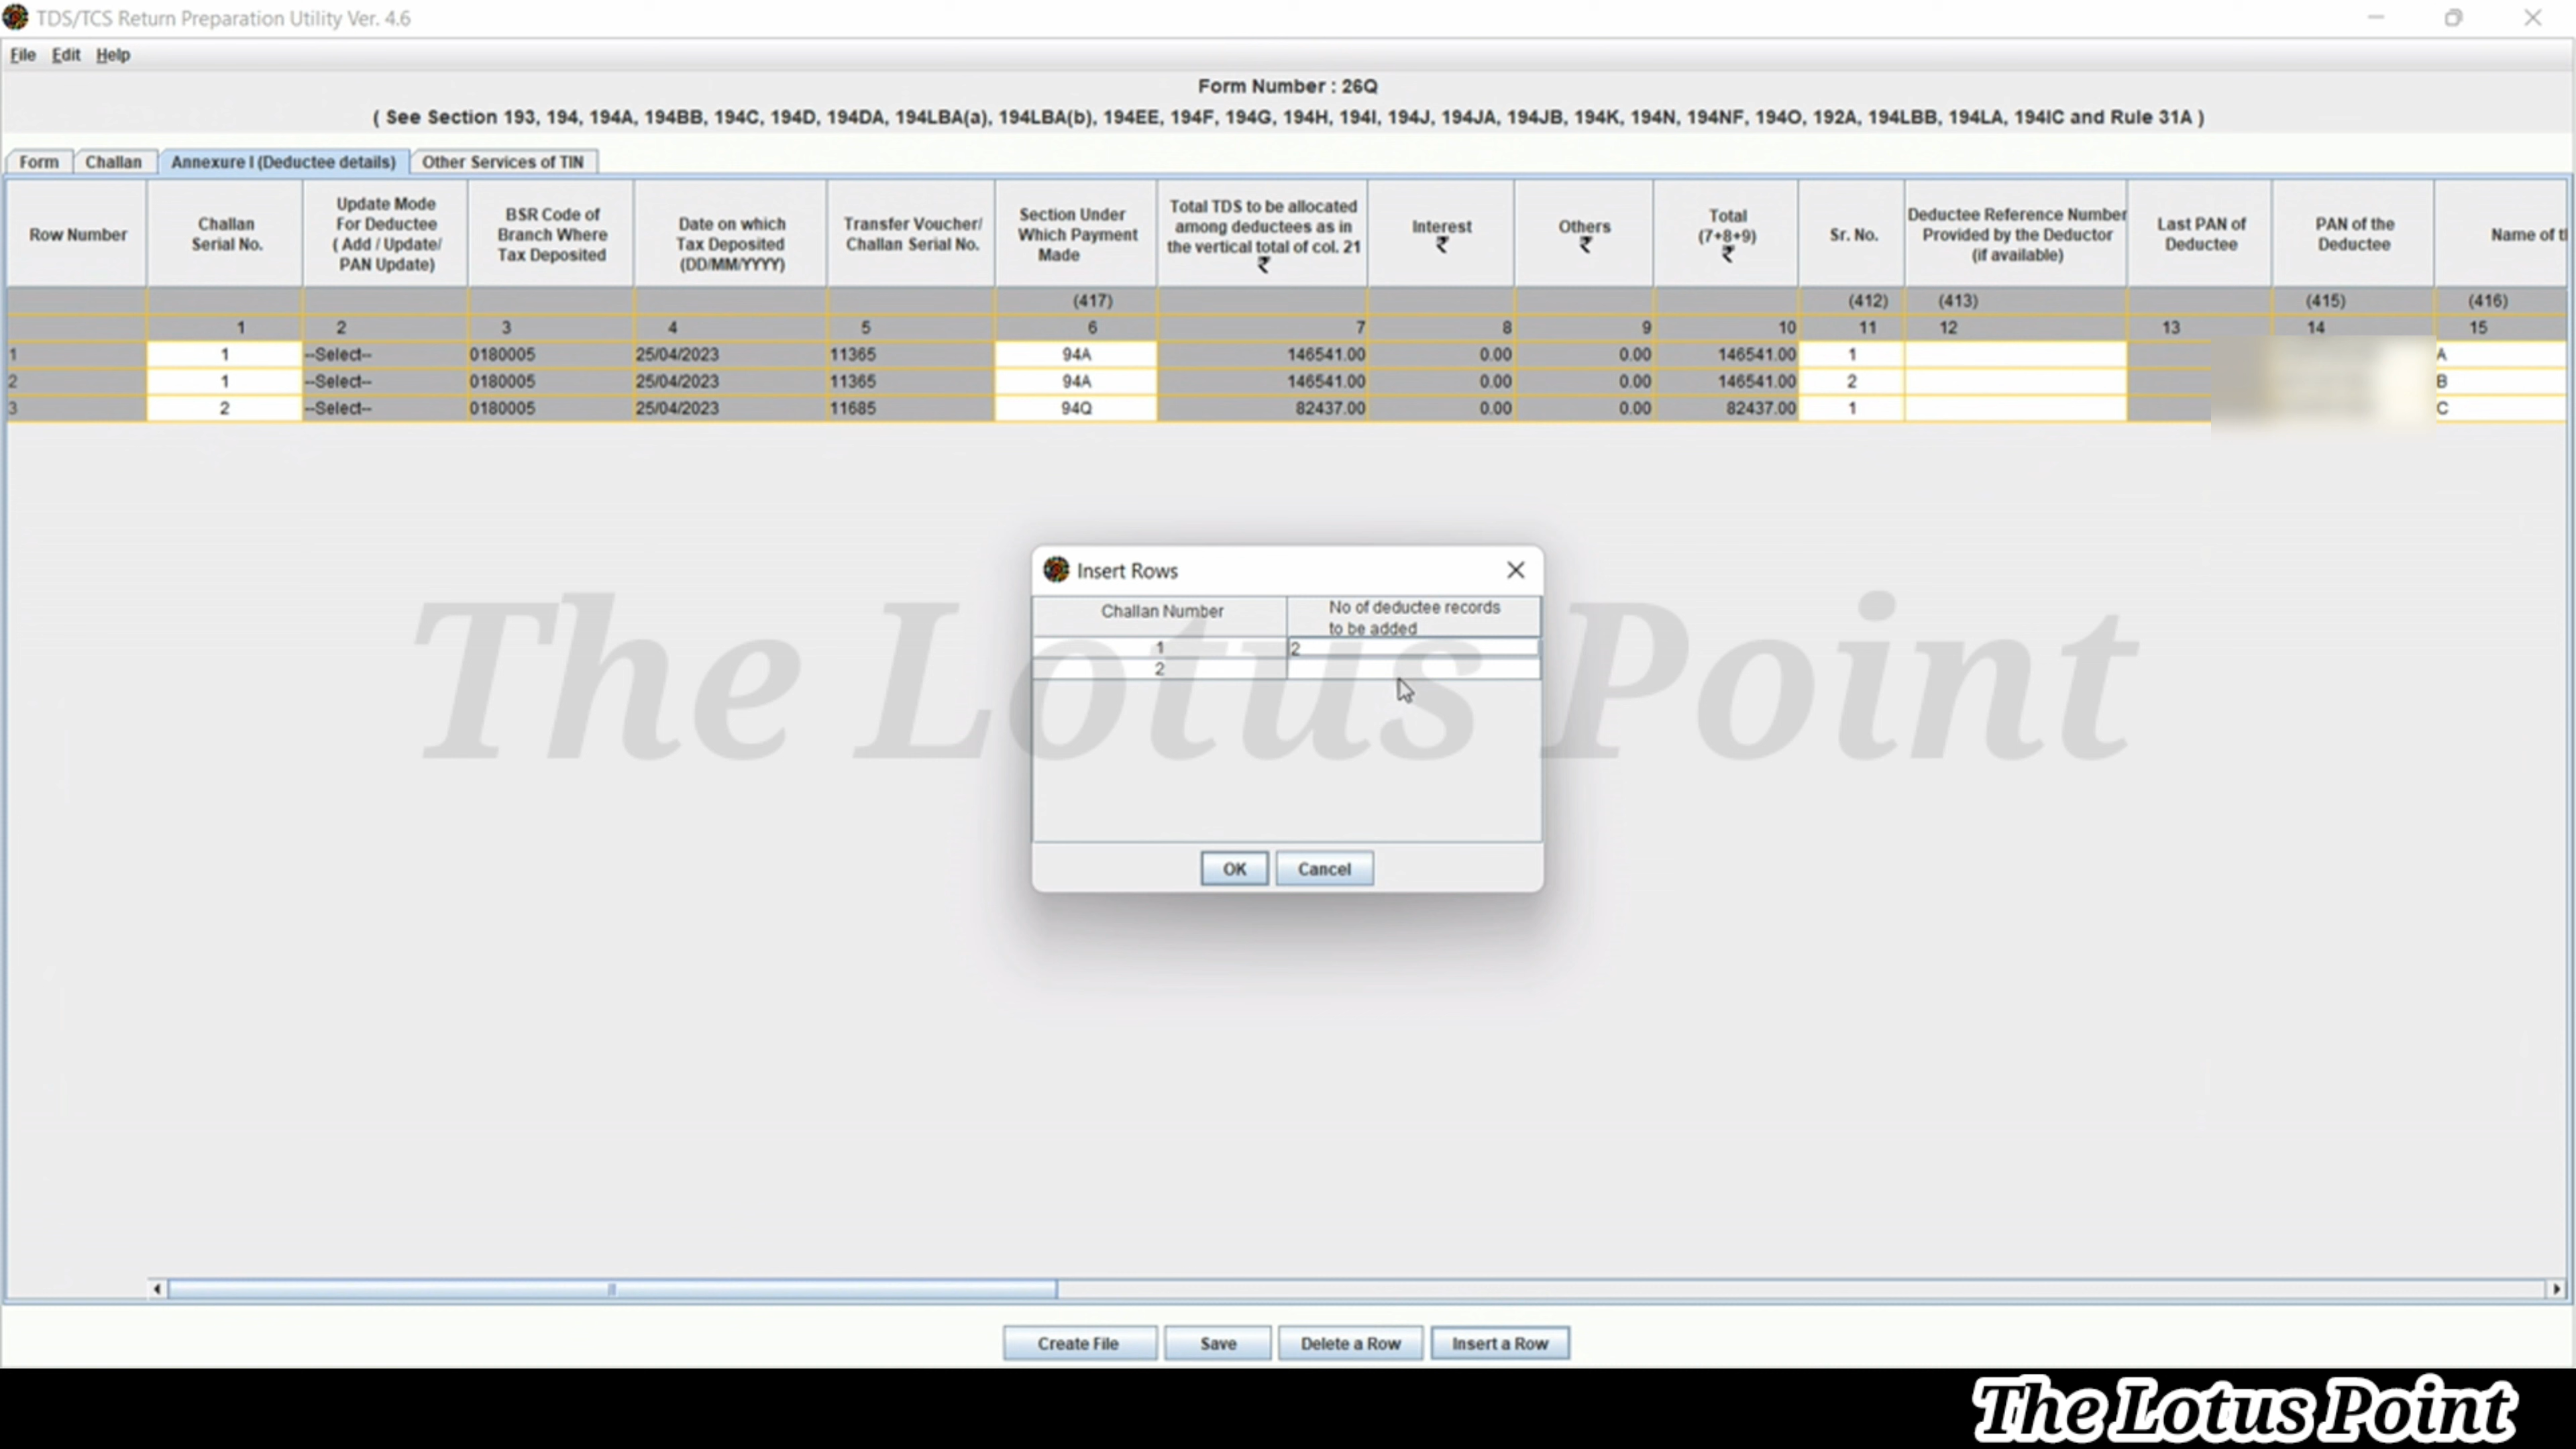 TDS/TCS Return Preparation Utility Ver. 4.6
File Edit Help
Form Number : 26Q
( See Section 193, 194, 194A, 194BB, 194C, 194D, 194DA, 194LBA(a), 194LBA(b), 194EE, 194F, 194G, 194H, 194I, 194J, 194JA, 194JB, 194K, 194N, 194NF, 194O, 192A, 194LBB, 194LA, 194IC and Rule 31A )
Form Challan Annexure I (Deductee details) Other Services of TIN
Row Number
Challan
Serial No.
Update Mode
For Deductee
( Add / Update/
PAN Update)
BSR Code of
Branch Where
Tax Deposited
Date on which
Tax Deposited
(DD/MM/YYYY)
Transfer Voucher/
Challan Serial No.
Section Under
Which Payment
Made
Total TDS to be allocated
among deductees as in
the vertical total of col. 21
₹
Interest
₹
Others
₹
Total
(7+8+9)
₹
Sr. No.
Deductee Reference Number
Provided by the Deductor
(if available)
Last PAN of
Deductee
PAN of the
Deductee
Name of tl
(417) (412) (413) (415) (416)
1 2 3 4 5 6 7 8 9 10 11 12 13 14 15
1 1 --Select-- 0180005 25/04/2023 11365 94A 146541.00 0.00 0.00 146541.00 1 A
2 1 --Select-- 0180005 25/04/2023 11365 94A 146541.00 0.00 0.00 146541.00 2 B
3 2 --Select-- 0180005 25/04/2023 11685 94Q 82437.00 0.00 0.00 82437.00 1 C
The Lotus Point
Insert Rows
Challan Number
No of deductee records
to be added
1 2
2
OK Cancel
Create File Save Delete a Row Insert a Row
The Lotus Point